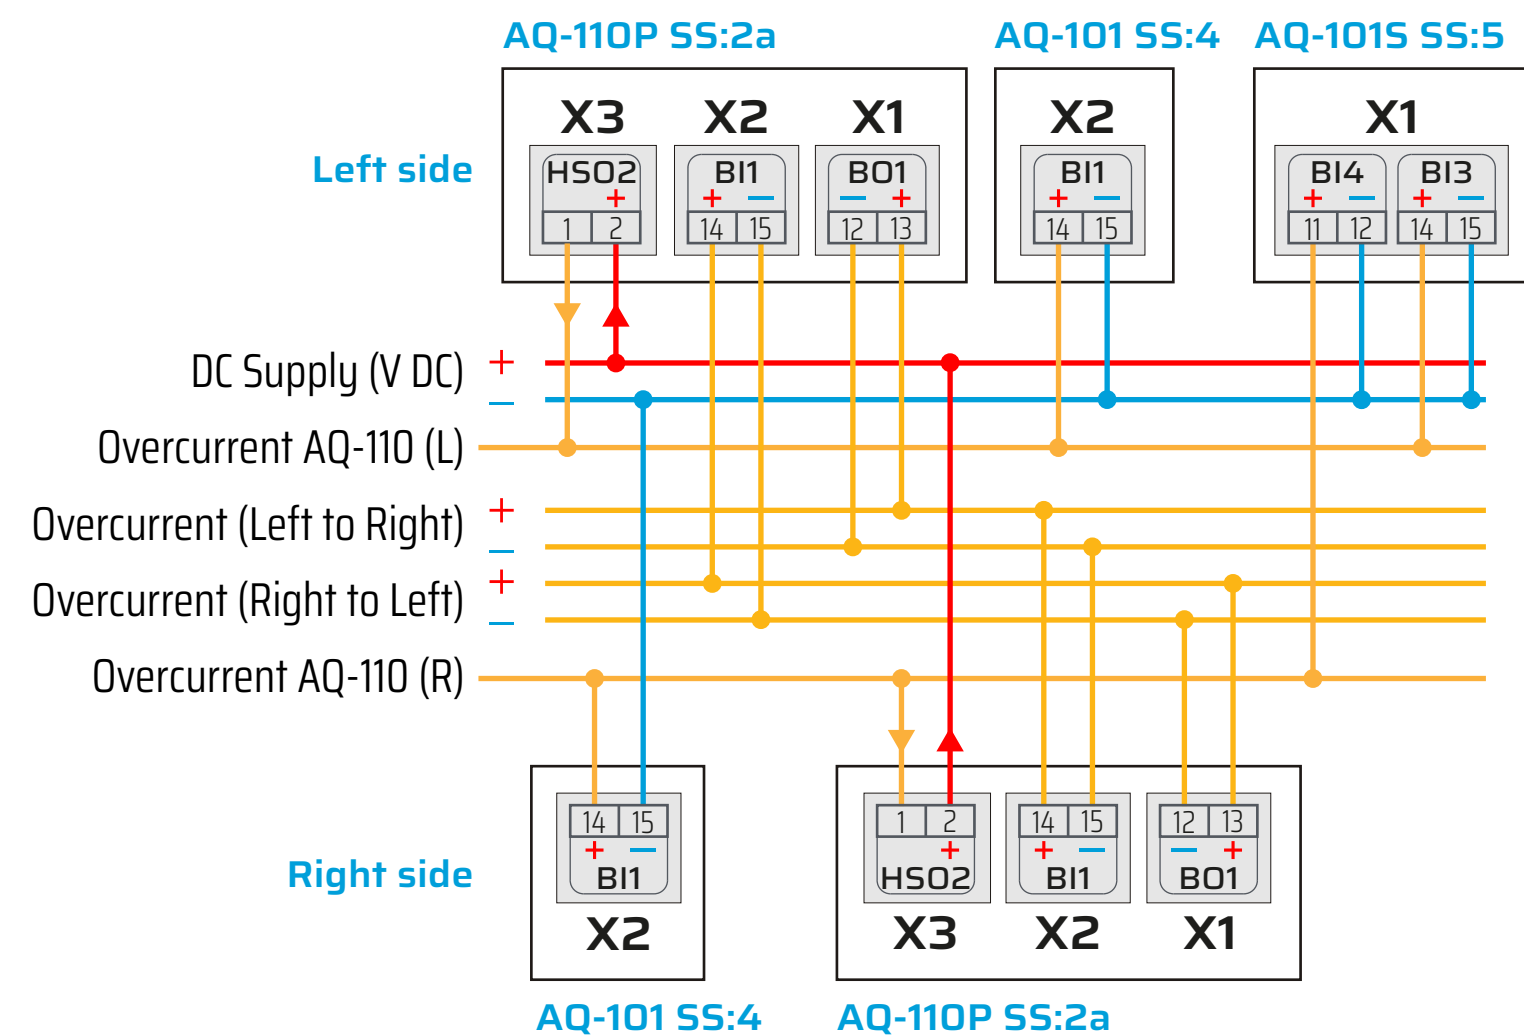 AQ-110P SS:2a AQ-101 SS:4 AQ-101S SS:5
X3 X2 X1 X2 X1
Left side
HSO2 BI1 BO1 BI1 BI4 BI3
+ + − − + + − + − + −
1 2 14 15 12 13 14 15 11 12 14 15
DC Supply (V DC) +
−
Overcurrent AQ-110 (L)
Overcurrent (Left to Right) +
−
Overcurrent (Right to Left) +
−
Overcurrent AQ-110 (R)
14 15 1 2 14 15 12 13
+ − + + − − +
Right side
BI1 HSO2 BI1 BO1
X2 X3 X2 X1
AQ-101 SS:4 AQ-110P SS:2a